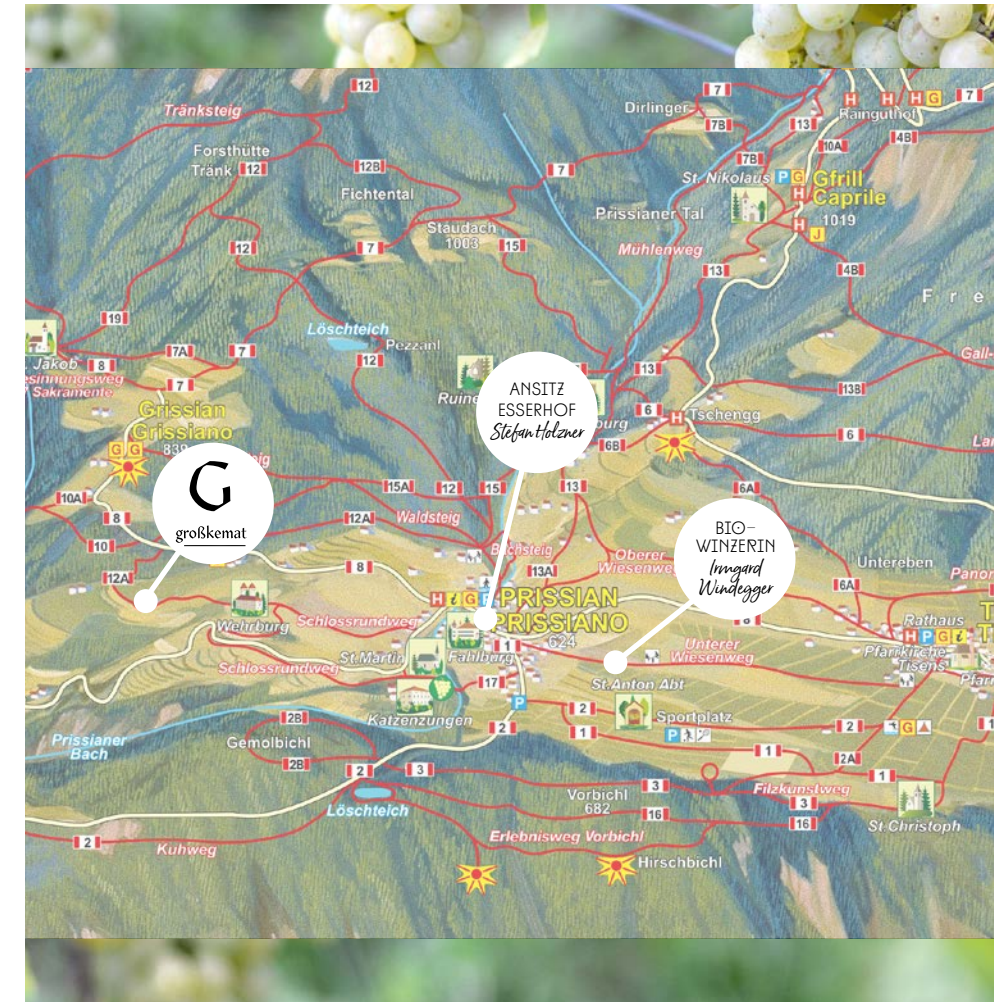 12
7
7
Tränksteig
Dirlinger
H
H
H
G
Rainguthof
7B
13
4B
Forsthütte
Tränk
12
12B
7
7B
10A
Fichtental
St. Nikolaus
P
G
H
Gfrill
Caprile
1019
H
J
Staudach
1003
15
Prissianer Tal
Mühlenweg
12
7
13
4B
19
F r e
Löschteich
Pezzani
Jakob
8
7A
7
12
13
Gall-
Sakramente
7
13B
Grissian
Grissiano
ANSITZ
ESSERHOF
Stefan Holzner
6
H
Tschengg
6
6B
G
G
G
großkemat
15A
12
15
13
6A
10A
8
12A
Waldsteig
BIO-
WINZERIN
Irmgard
Windegger
10
Oberer
8
13A
Untereben
12A
6A
H
i
G
PRISSIAN
PRISSIANO
624
Wehrburg
Schlossrundweg
1
Rathaus
H
P
G
i
Unterer
Wiesenweg
Pfarrkirche
Tisens
St.Martin
Fahlburg
Schlossrundweg
17
St.Anton Abt
Katzenzungen
P
2
Sportplatz
1
P
2
G
2B
2
Prissianer
Bach
Gemolbichl
1
2A
2B
2
3
1
Löschteich
Vorbichl
682
3
Filzkunstweg
3
16
16
St.Christoph
Erlebnisweg Vorbichl
2
Kuhweg
Hirschbichl